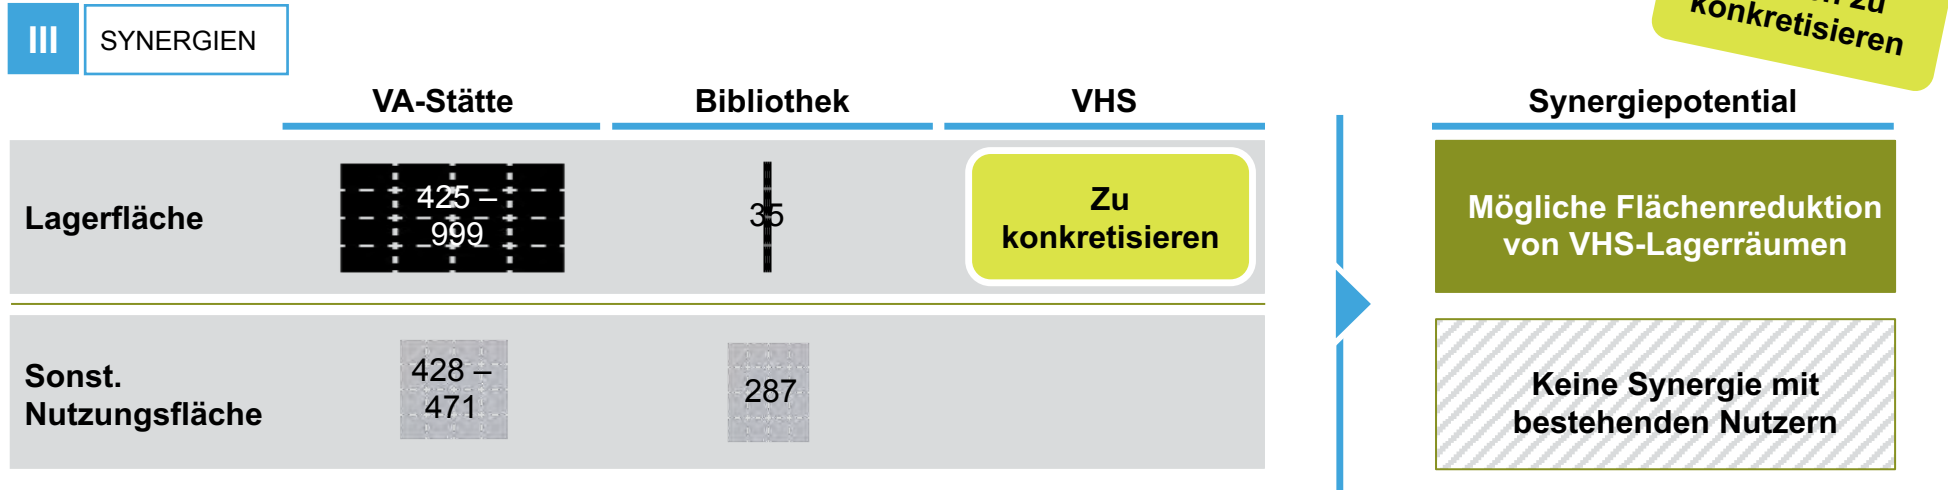 zu
konkretisieren
III
SYNERGIEN
VA-Stätte
Bibliothek
VHS
Synergiepotential
Lagerfläche
425 –
999
35
Zu
konkretisieren
Mögliche Flächenreduktion
von VHS-Lagerräumen
Sonst.
Nutzungsfläche
428 –
471
287
Keine Synergie mit
bestehenden Nutzern